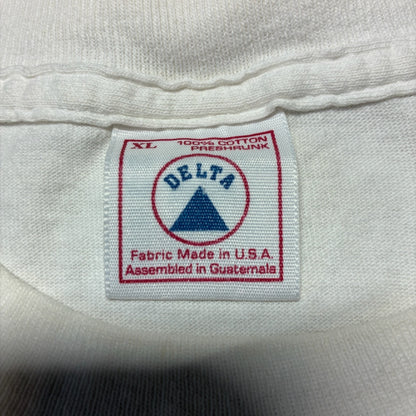 XL 100% COTTON
PRESHRUNK
DELTA
Fabric Made in U.S.A.
Assembled in Guatemala